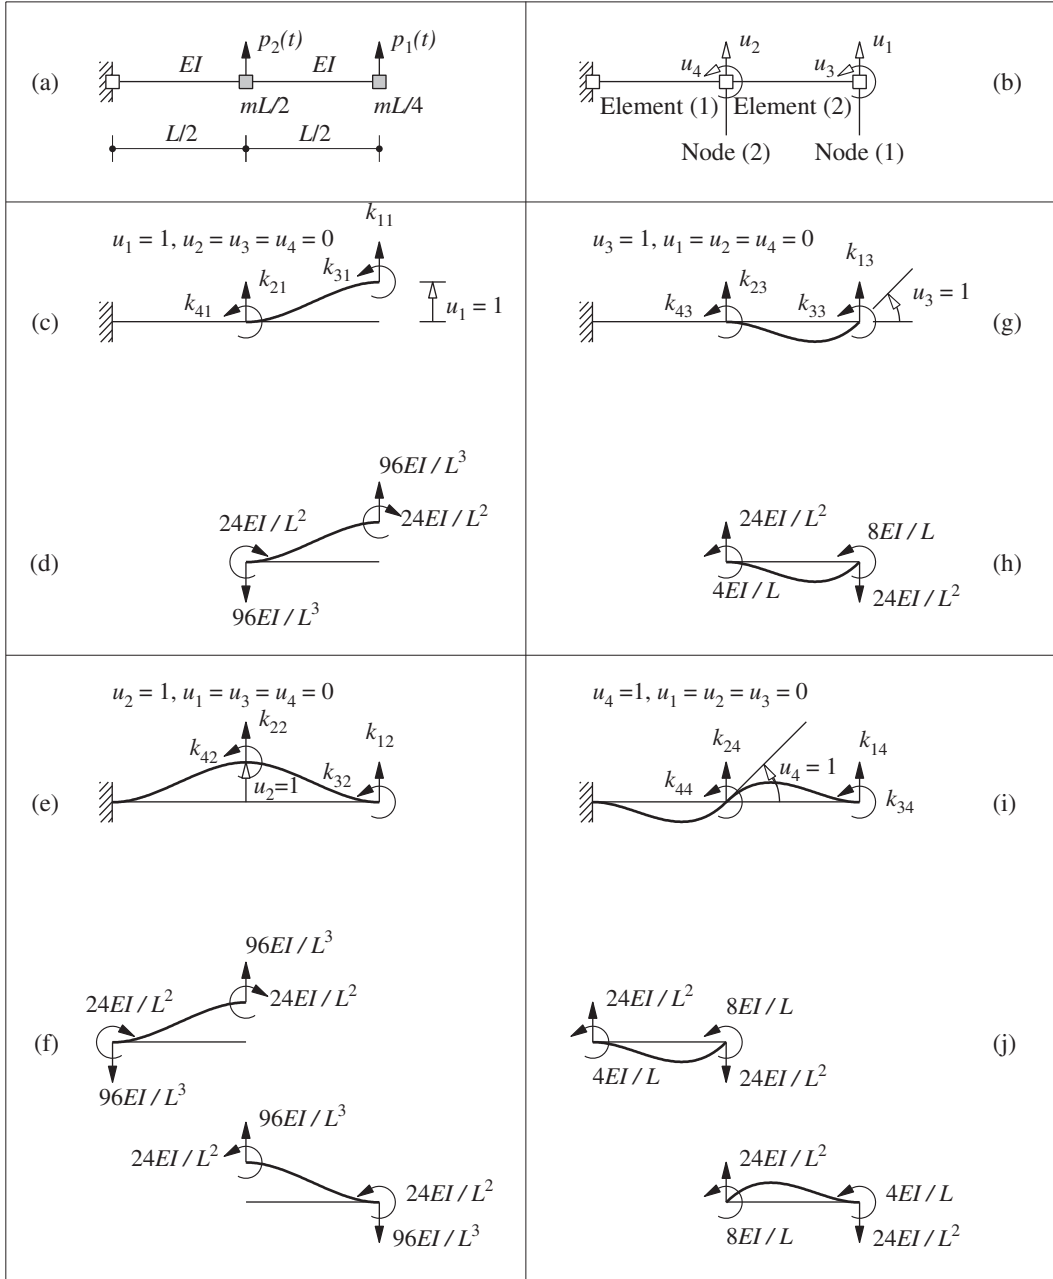 (a)
p₂(t)
p₁(t)
EI
EI
mL/2
mL/4
L/2
L/2
(b)
u₂
u₁
u₄
u₃
Element (1)
Element (2)
Node (2)
Node (1)
(c)
u₁ = 1, u₂ = u₃ = u₄ = 0
k₁₁
k₃₁
k₂₁
k₄₁
u₁ = 1
(g)
u₃ = 1, u₁ = u₂ = u₄ = 0
k₁₃
k₂₃
k₄₃
k₃₃
u₃ = 1
(d)
96EI / L³
24EI / L²
24EI / L²
96EI / L³
(h)
24EI / L²
8EI / L
4EI / L
24EI / L²
(e)
u₂ = 1, u₁ = u₃ = u₄ = 0
k₂₂
k₄₂
k₁₂
k₃₂
u₂=1
(i)
u₄ =1, u₁ = u₂ = u₃ = 0
k₂₄
k₁₄
k₄₄
u₄ = 1
k₃₄
(f)
96EI / L³
24EI / L²
24EI / L²
96EI / L³
96EI / L³
24EI / L²
24EI / L²
96EI / L³
(j)
24EI / L²
8EI / L
4EI / L
24EI / L²
24EI / L²
4EI / L
8EI / L
24EI / L²